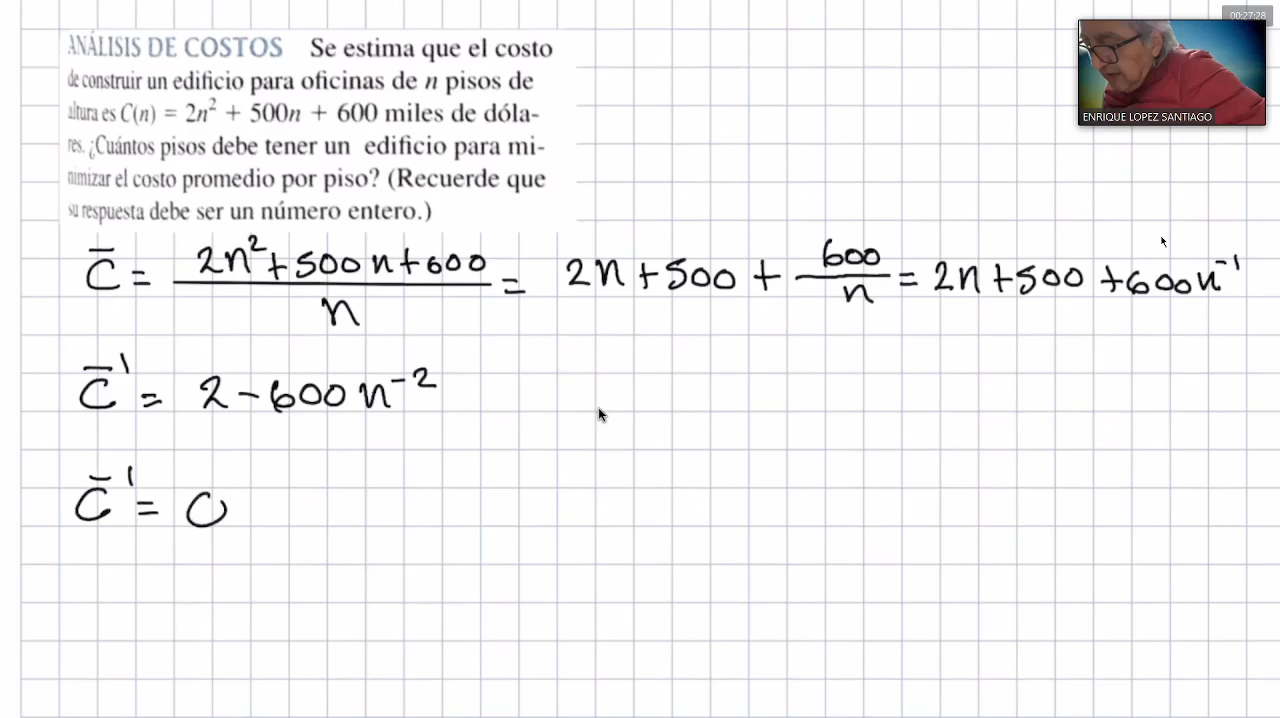 00:27:28
ENRIQUE LOPEZ SANTIAGO
ANÁLISIS DE COSTOS Se estima que el costo
de construir un edificio para oficinas de n pisos de
altura es C(n) = 2n² + 500n + 600 miles de dóla-
res. ¿Cuántos pisos debe tener un edificio para mi-
nimizar el costo promedio por piso? (Recuerde que
su respuesta debe ser un número entero.)
C̄ = (2n²+500n+600)/n = 2n+500+600/n = 2n+500+600n⁻¹
C̄' = 2-600n⁻²
C̄' = 0